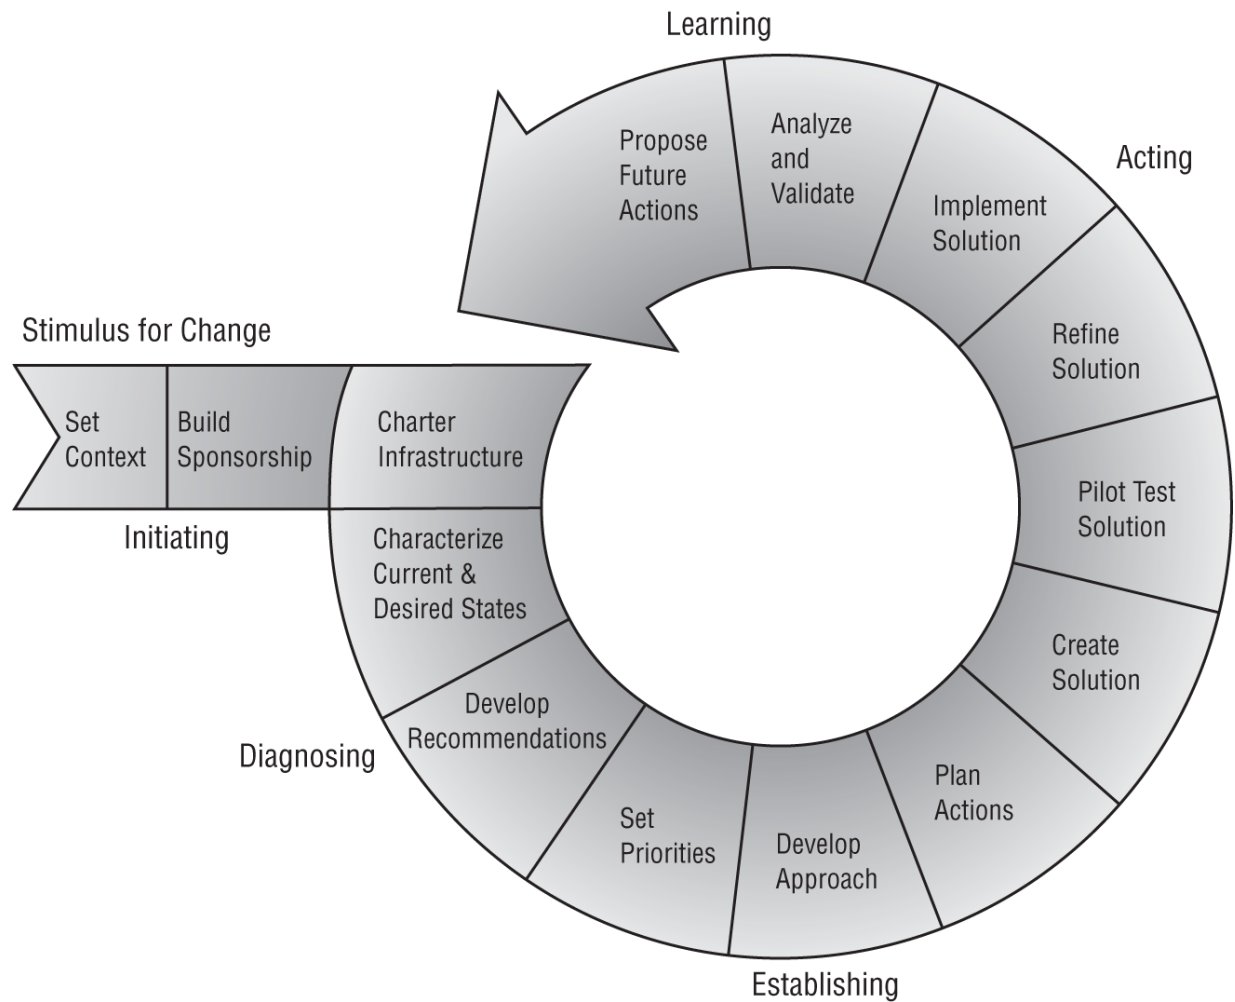 Learning
Acting
Propose
Future
Actions
Analyze
and
Validate
Implement
Solution
Refine
Solution
Stimulus for Change
Set
Context
Build
Sponsorship
Charter
Infrastructure
Initiating
Characterize
Current &
Desired States
Pilot Test
Solution
Create
Solution
Develop
Recommendations
Diagnosing
Set
Priorities
Develop
Approach
Plan
Actions
Establishing